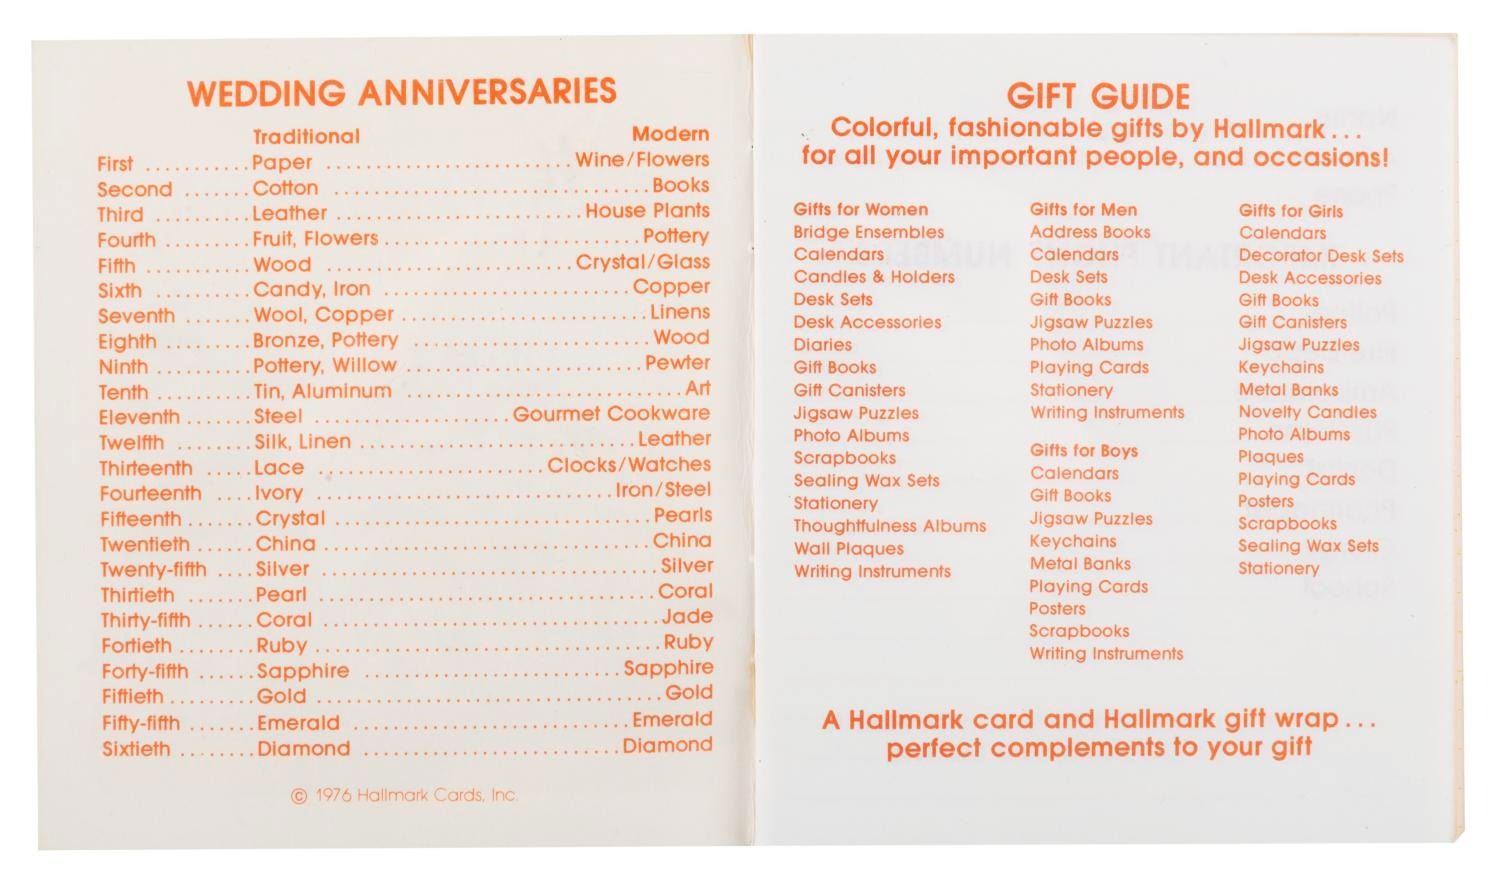 WEDDING ANNIVERSARIES
Traditional Modern
First .......... Paper .................... Wine/Flowers
Second ...... Cotton .......................... Books
Third ......... Leather .................... House Plants
Fourth ......... Fruit, Flowers ..................... Pottery
Fifth ......... Wood ................... Crystal/Glass
Sixth ......... Candy, Iron .................... Copper
Seventh ....... Wool, Copper .................... Linens
Eighth ......... Bronze, Pottery .................... Wood
Ninth ......... Pottery, Willow .................... Pewter
Tenth ......... Tin, Aluminum ...................... Art
Eleventh ...... Steel ................. Gourmet Cookware
Twelfth ....... Silk, Linen ...................... Leather
Thirteenth ..... Lace .................. Clocks/Watches
Fourteenth .... Ivory ........................ Iron/Steel
Fifteenth ....... Crystal ......................... Pearls
Twentieth ...... China .......................... China
Twenty-fifth .... Silver .......................... Silver
Thirtieth ....... Pearl .......................... Coral
Thirty-fifth ...... Coral .......................... Jade
Fortieth ........ Ruby ........................... Ruby
Forty-fifth ...... Sapphire .................... Sapphire
Fiftieth ......... Gold ........................... Gold
Fifty-fifth ....... Emerald ..................... Emerald
Sixtieth ........ Diamond .................... Diamond
© 1976 Hallmark Cards, Inc.
GIFT GUIDE
Colorful, fashionable gifts by Hallmark...
for all your important people, and occasions!
Gifts for Women
Bridge Ensembles
Calendars
Candles & Holders
Desk Sets
Desk Accessories
Diaries
Gift Books
Gift Canisters
Jigsaw Puzzles
Photo Albums
Scrapbooks
Sealing Wax Sets
Stationery
Thoughtfulness Albums
Wall Plaques
Writing Instruments
Gifts for Men
Address Books
Calendars
Desk Sets
Gift Books
Jigsaw Puzzles
Photo Albums
Playing Cards
Stationery
Writing Instruments
Gifts for Boys
Calendars
Gift Books
Jigsaw Puzzles
Keychains
Metal Banks
Playing Cards
Posters
Scrapbooks
Writing Instruments
Gifts for Girls
Calendars
Decorator Desk Sets
Desk Accessories
Gift Books
Gift Canisters
Jigsaw Puzzles
Keychains
Metal Banks
Novelty Candles
Photo Albums
Plaques
Playing Cards
Posters
Scrapbooks
Sealing Wax Sets
Stationery
A Hallmark card and Hallmark gift wrap...
perfect complements to your gift